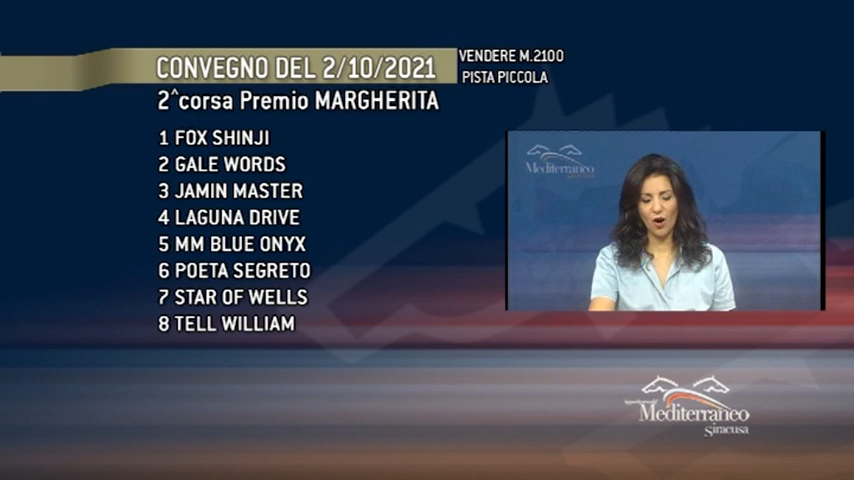 CONVEGNO DEL 2/10/2021
VENDERE M.2100
PISTA PICCOLA
2^corsa Premio MARGHERITA
1 FOX SHINJI
2 GALE WORDS
3 JAMIN MASTER
4 LAGUNA DRIVE
5 MM BLUE ONYX
6 POETA SEGRETO
7 STAR OF WELLS
8 TELL WILLIAM
Mediterraneo
Mediterraneo
Siracusa